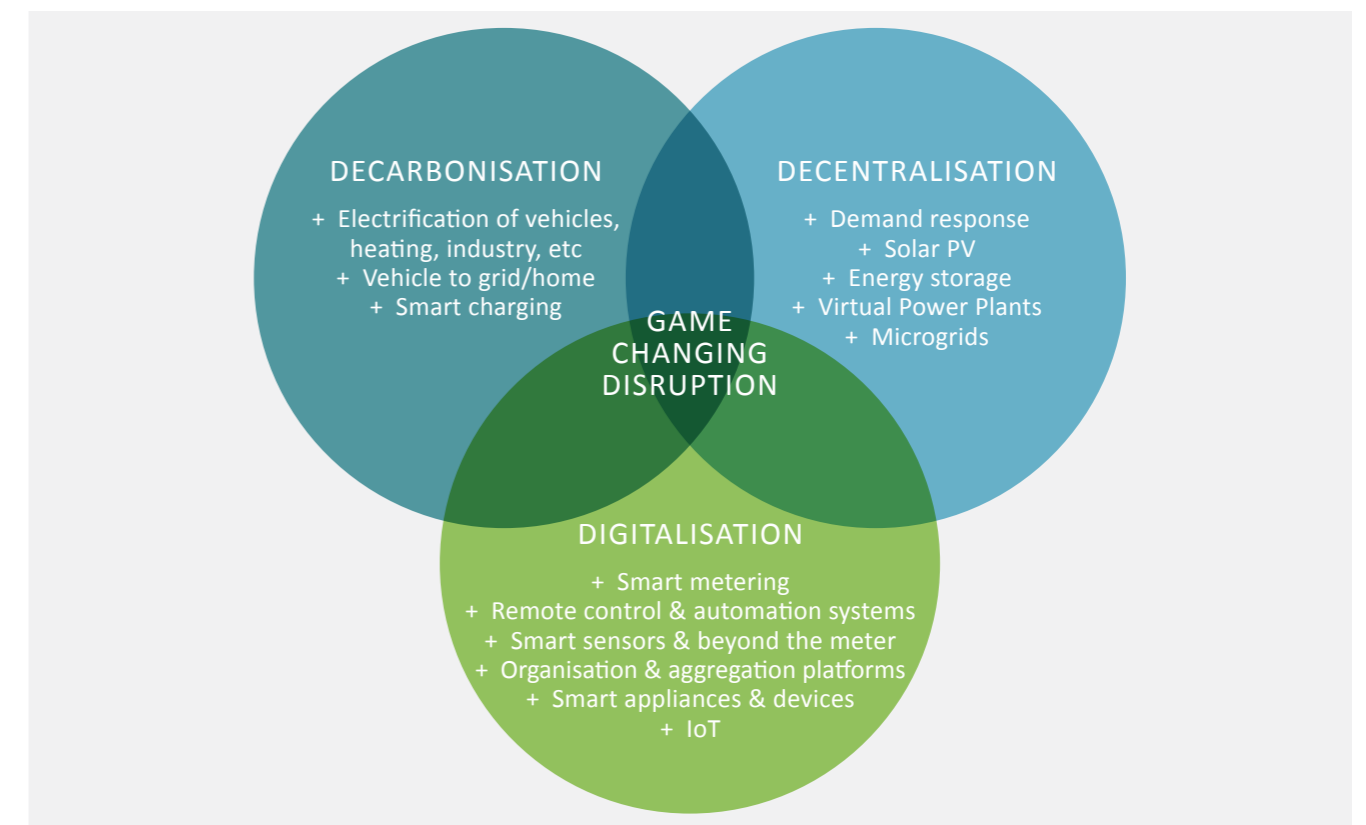 DECARBONISATION
+ Electrification of vehicles,
heating, industry, etc
+ Vehicle to grid/home
+ Smart charging
DECENTRALISATION
+ Demand response
+ Solar PV
+ Energy storage
+ Virtual Power Plants
+ Microgrids
GAME
CHANGING
DISRUPTION
DIGITALISATION
+ Smart metering
+ Remote control & automation systems
+ Smart sensors & beyond the meter
+ Organisation & aggregation platforms
+ Smart appliances & devices
+ IoT